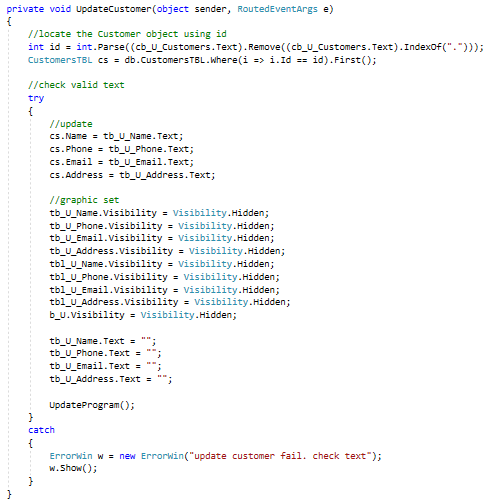 private void UpdateCustomer(object sender, RoutedEventArgs e)
{
    //locate the Customer object using id
    int id = int.Parse((cb_U_Customers.Text).Remove((cb_U_Customers.Text).IndexOf(".")));
    CustomersTBL cs = db.CustomersTBL.Where(i => i.Id == id).First();

    //check valid text
    try
    {
        //update
        cs.Name = tb_U_Name.Text;
        cs.Phone = tb_U_Phone.Text;
        cs.Email = tb_U_Email.Text;
        cs.Address = tb_U_Address.Text;

        //graphic set
        tb_U_Name.Visibility = Visibility.Hidden;
        tb_U_Phone.Visibility = Visibility.Hidden;
        tb_U_Email.Visibility = Visibility.Hidden;
        tb_U_Address.Visibility = Visibility.Hidden;
        tbl_U_Name.Visibility = Visibility.Hidden;
        tbl_U_Phone.Visibility = Visibility.Hidden;
        tbl_U_Email.Visibility = Visibility.Hidden;
        tbl_U_Address.Visibility = Visibility.Hidden;
        b_U.Visibility = Visibility.Hidden;

        tb_U_Name.Text = "";
        tb_U_Phone.Text = "";
        tb_U_Email.Text = "";
        tb_U_Address.Text = "";

        UpdateProgram();
    }
    catch
    {
        ErrorWin w = new ErrorWin("update customer fail. check text");
        w.Show();
    }
}